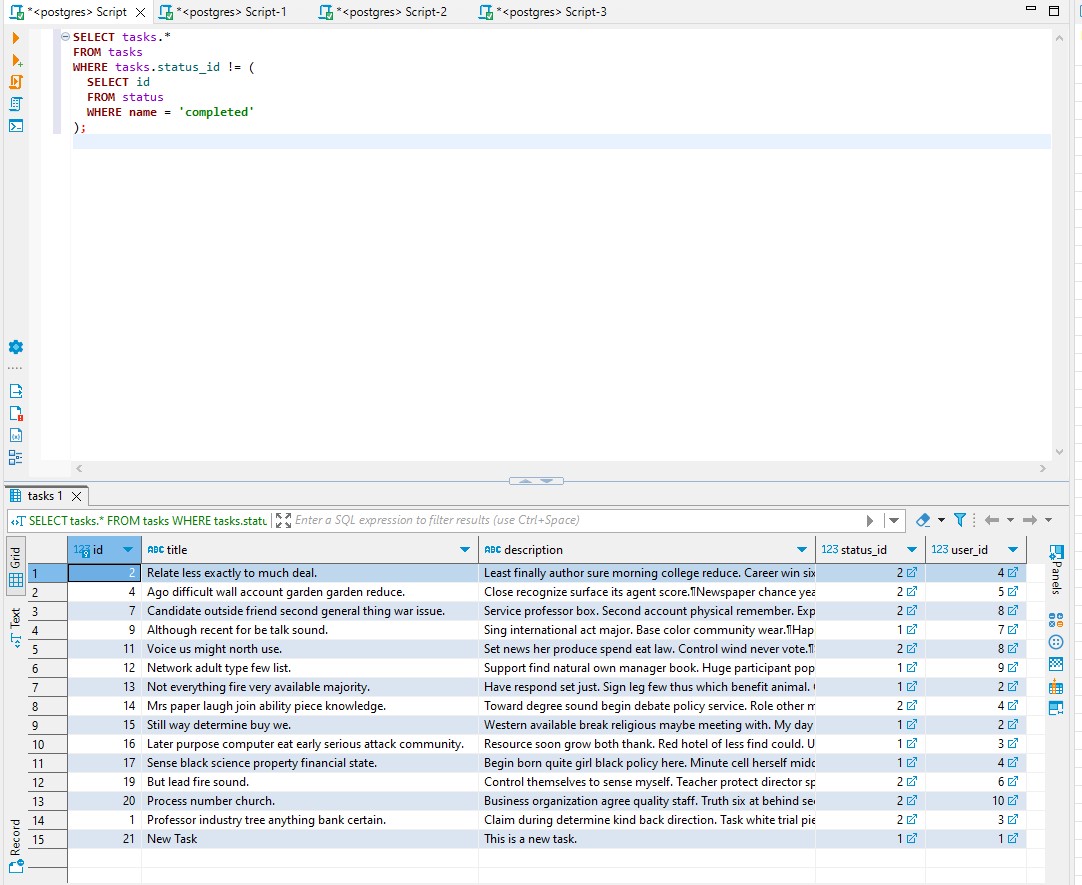 *<postgres> Script *<postgres> Script-1 *<postgres> Script-2 *<postgres> Script-3
SELECT tasks.*
FROM tasks
WHERE tasks.status_id != (
SELECT id
FROM status
WHERE name = 'completed'
);
tasks 1
SELECT tasks.* FROM tasks WHERE tasks.statu Enter a SQL expression to filter results (use Ctrl+Space)
Grid
Text
Record
Panels
123 id ABC title ABC description 123 status_id 123 user_id
1 2 Relate less exactly to much deal. Least finally author sure morning college reduce. Career win six 2 4
2 4 Ago difficult wall account garden garden reduce. Close recognize surface its agent score.¶Newspaper chance yea 2 5
3 7 Candidate outside friend second general thing war issue. Service professor box. Second account physical remember. Exp 2 8
4 9 Although recent for be talk sound. Sing international act major. Base color community wear.¶Hap 1 7
5 11 Voice us might north use. Set news her produce spend eat law. Control wind never vote.¶ 2 8
6 12 Network adult type few list. Support find natural own manager book. Huge participant pop 1 9
7 13 Not everything fire very available majority. Have respond set just. Sign leg few thus which benefit animal. 1 2
8 14 Mrs paper laugh join ability piece knowledge. Toward degree sound begin debate policy service. Role other m 2 4
9 15 Still way determine buy we. Western available break religious maybe meeting with. My day 1 2
10 16 Later purpose computer eat early serious attack community. Resource soon grow both thank. Red hotel of less find could. U 1 3
11 17 Sense black science property financial state. Begin born quite girl black policy here. Minute cell herself midd 1 4
12 19 But lead fire sound. Control themselves to sense myself. Teacher protect director sp 2 6
13 20 Process number church. Business organization agree quality staff. Truth six at behind se 2 10
14 1 Professor industry tree anything bank certain. Claim during determine kind back direction. Task white trial pie 2 3
15 21 New Task This is a new task. 1 1